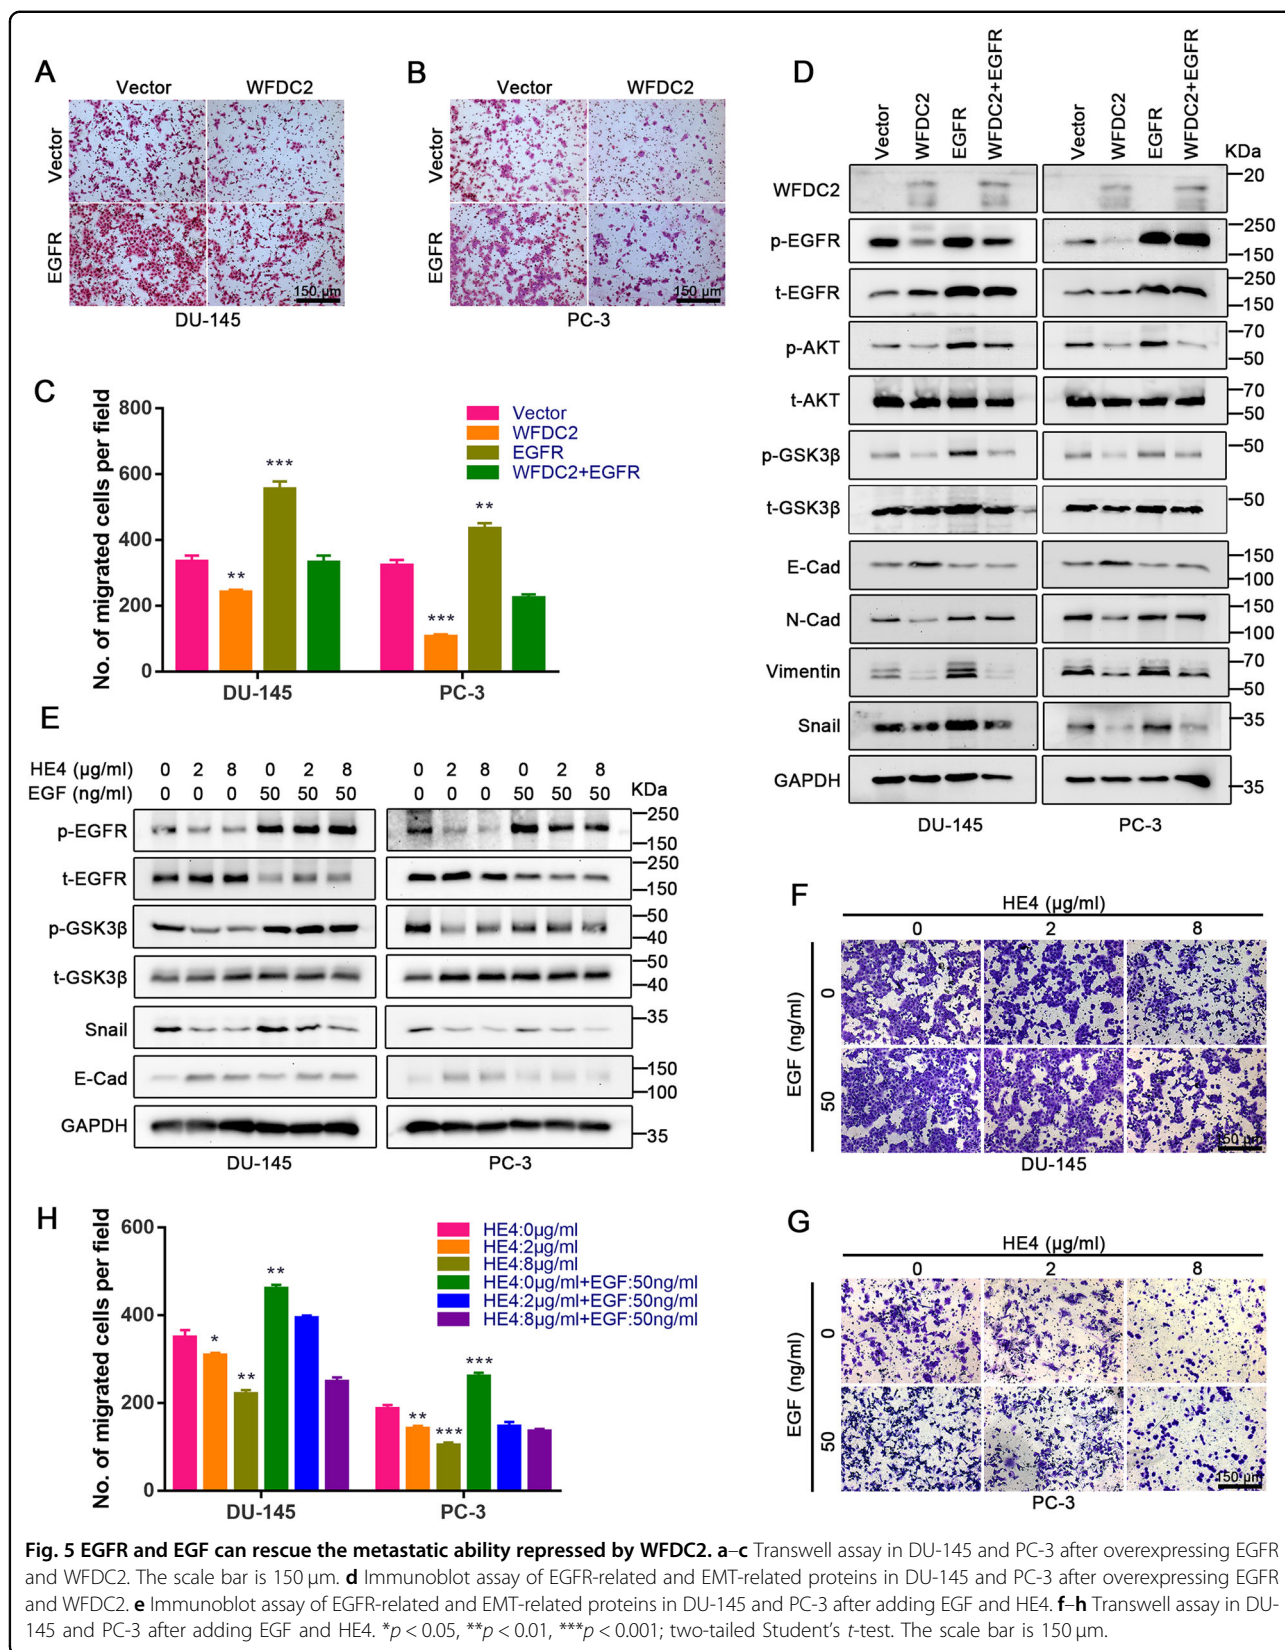 A
Vector WFDC2
Vector
EGFR
150 µm
DU-145
B
Vector WFDC2
Vector
EGFR
150 µm
PC-3
C
No. of migrated cells per field
800
600
400
200
0
Vector
WFDC2
EGFR
WFDC2+EGFR
** *** *** **
DU-145 PC-3
D
Vector WFDC2 EGFR WFDC2+EGFR Vector WFDC2 EGFR WFDC2+EGFR
KDa
WFDC2 20
p-EGFR 250 150
t-EGFR 250 150
p-AKT 70 50
t-AKT 70 50
p-GSK3β 50
t-GSK3β 50
E-Cad 150 100
N-Cad 150 100
Vimentin 70 50
Snail 35
GAPDH 35
DU-145 PC-3
E
HE4 (µg/ml) 0 2 8 0 2 8 0 2 8 0 2 8
EGF (ng/ml) 0 0 0 50 50 50 0 0 0 50 50 50 KDa
p-EGFR 250 150
t-EGFR 250 150
p-GSK3β 50 40
t-GSK3β 50 40
Snail 35
E-Cad 150 100
GAPDH 35
DU-145 PC-3
F
HE4 (µg/ml)
0 2 8
EGF (ng/ml)
0
50
150 µm
DU-145
G
HE4 (µg/ml)
0 2 8
EGF (ng/ml)
0
50
150 µm
PC-3
H
No. of migrated cells per field
600
400
200
0
HE4:0µg/ml
HE4:2µg/ml
HE4:8µg/ml
HE4:0µg/ml+EGF:50ng/ml
HE4:2µg/ml+EGF:50ng/ml
HE4:8µg/ml+EGF:50ng/ml
* ** ** ** *** ***
DU-145 PC-3
Fig. 5 EGFR and EGF can rescue the metastatic ability repressed by WFDC2. a–c Transwell assay in DU-145 and PC-3 after overexpressing EGFR
and WFDC2. The scale bar is 150 µm. d Immunoblot assay of EGFR-related and EMT-related proteins in DU-145 and PC-3 after overexpressing EGFR
and WFDC2. e Immunoblot assay of EGFR-related and EMT-related proteins in DU-145 and PC-3 after adding EGF and HE4. f–h Transwell assay in DU-
145 and PC-3 after adding EGF and HE4. *p < 0.05, **p < 0.01, ***p < 0.001; two-tailed Student's t-test. The scale bar is 150 µm.